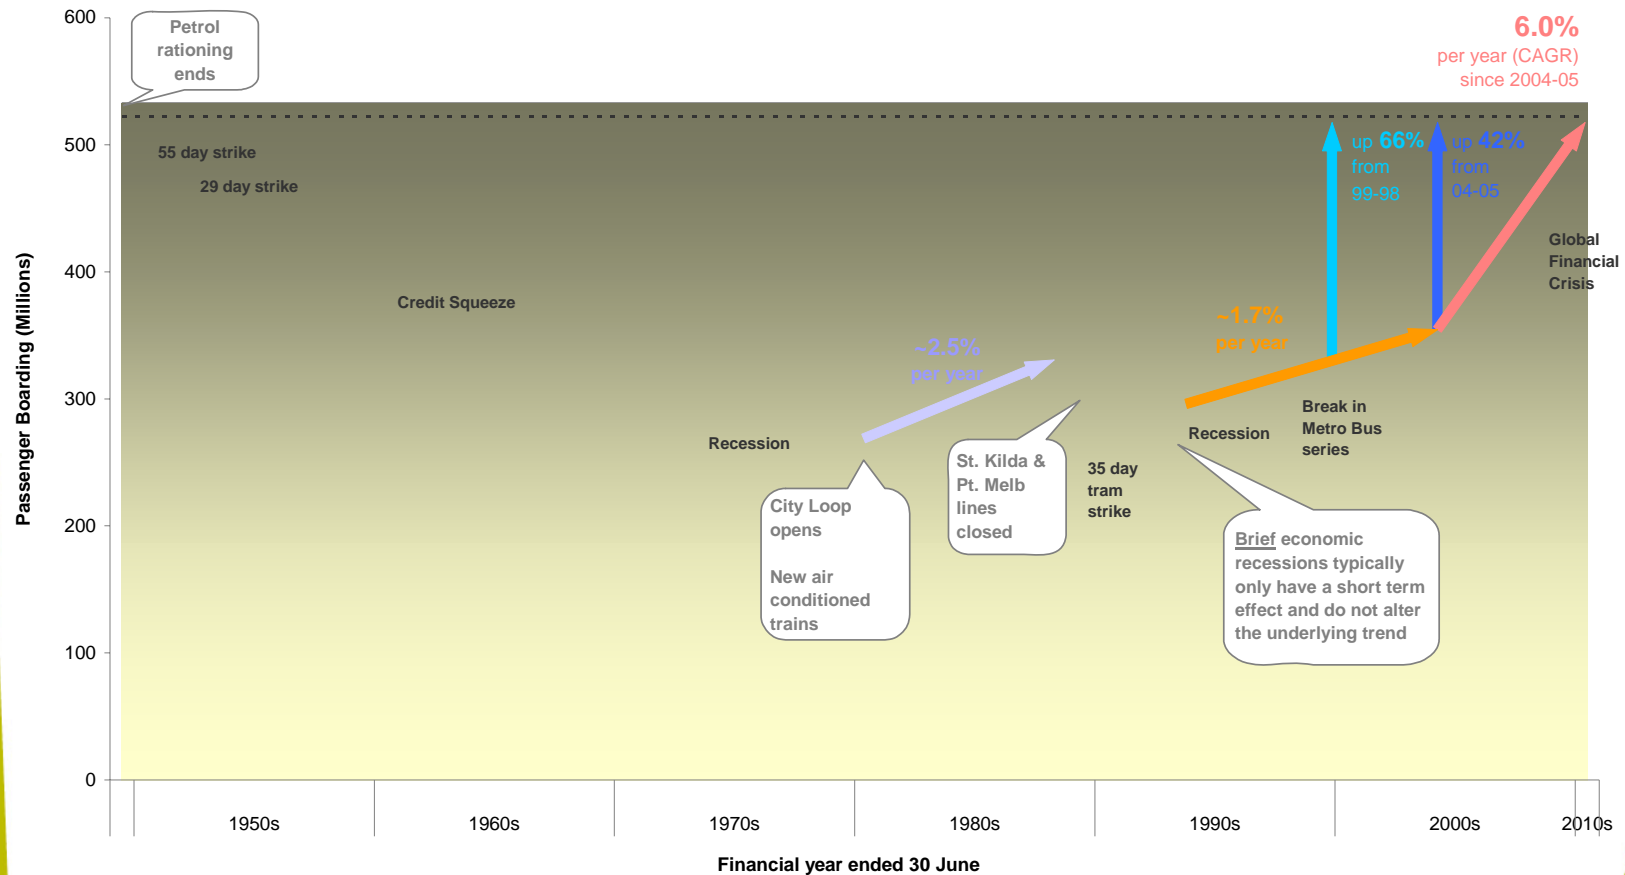 600
500
400
300
200
100
0
Passenger Boarding (Millions)
Petrol
rationing
ends
55 day strike
29 day strike
Credit Squeeze
Recession
~2.5%
per year
City Loop
opens
New air
conditioned
trains
St. Kilda &
Pt. Melb
lines
closed
35 day
tram
strike
~1.7%
per year
Recession
Break in
Metro Bus
series
Brief economic
recessions typically
only have a short term
effect and do not alter
the underlying trend
up 66%
from
99-98
up 42%
from
04-05
6.0%
per year (CAGR)
since 2004-05
Global
Financial
Crisis
1950s
1960s
1970s
1980s
1990s
2000s
2010s
Financial year ended 30 June